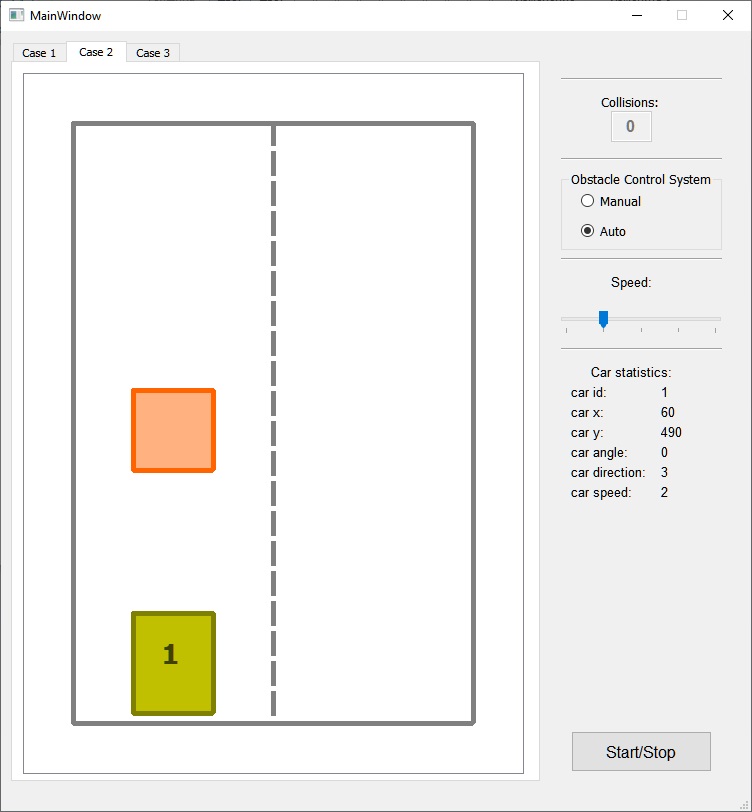 MainWindow
Case 1 Case 2 Case 3
Collisions:
0
Obstacle Control System
Manual
Auto
Speed:
Car statistics:
car id: 1
car x: 60
car y: 490
car angle: 0
car direction: 3
car speed: 2
1
Start/Stop